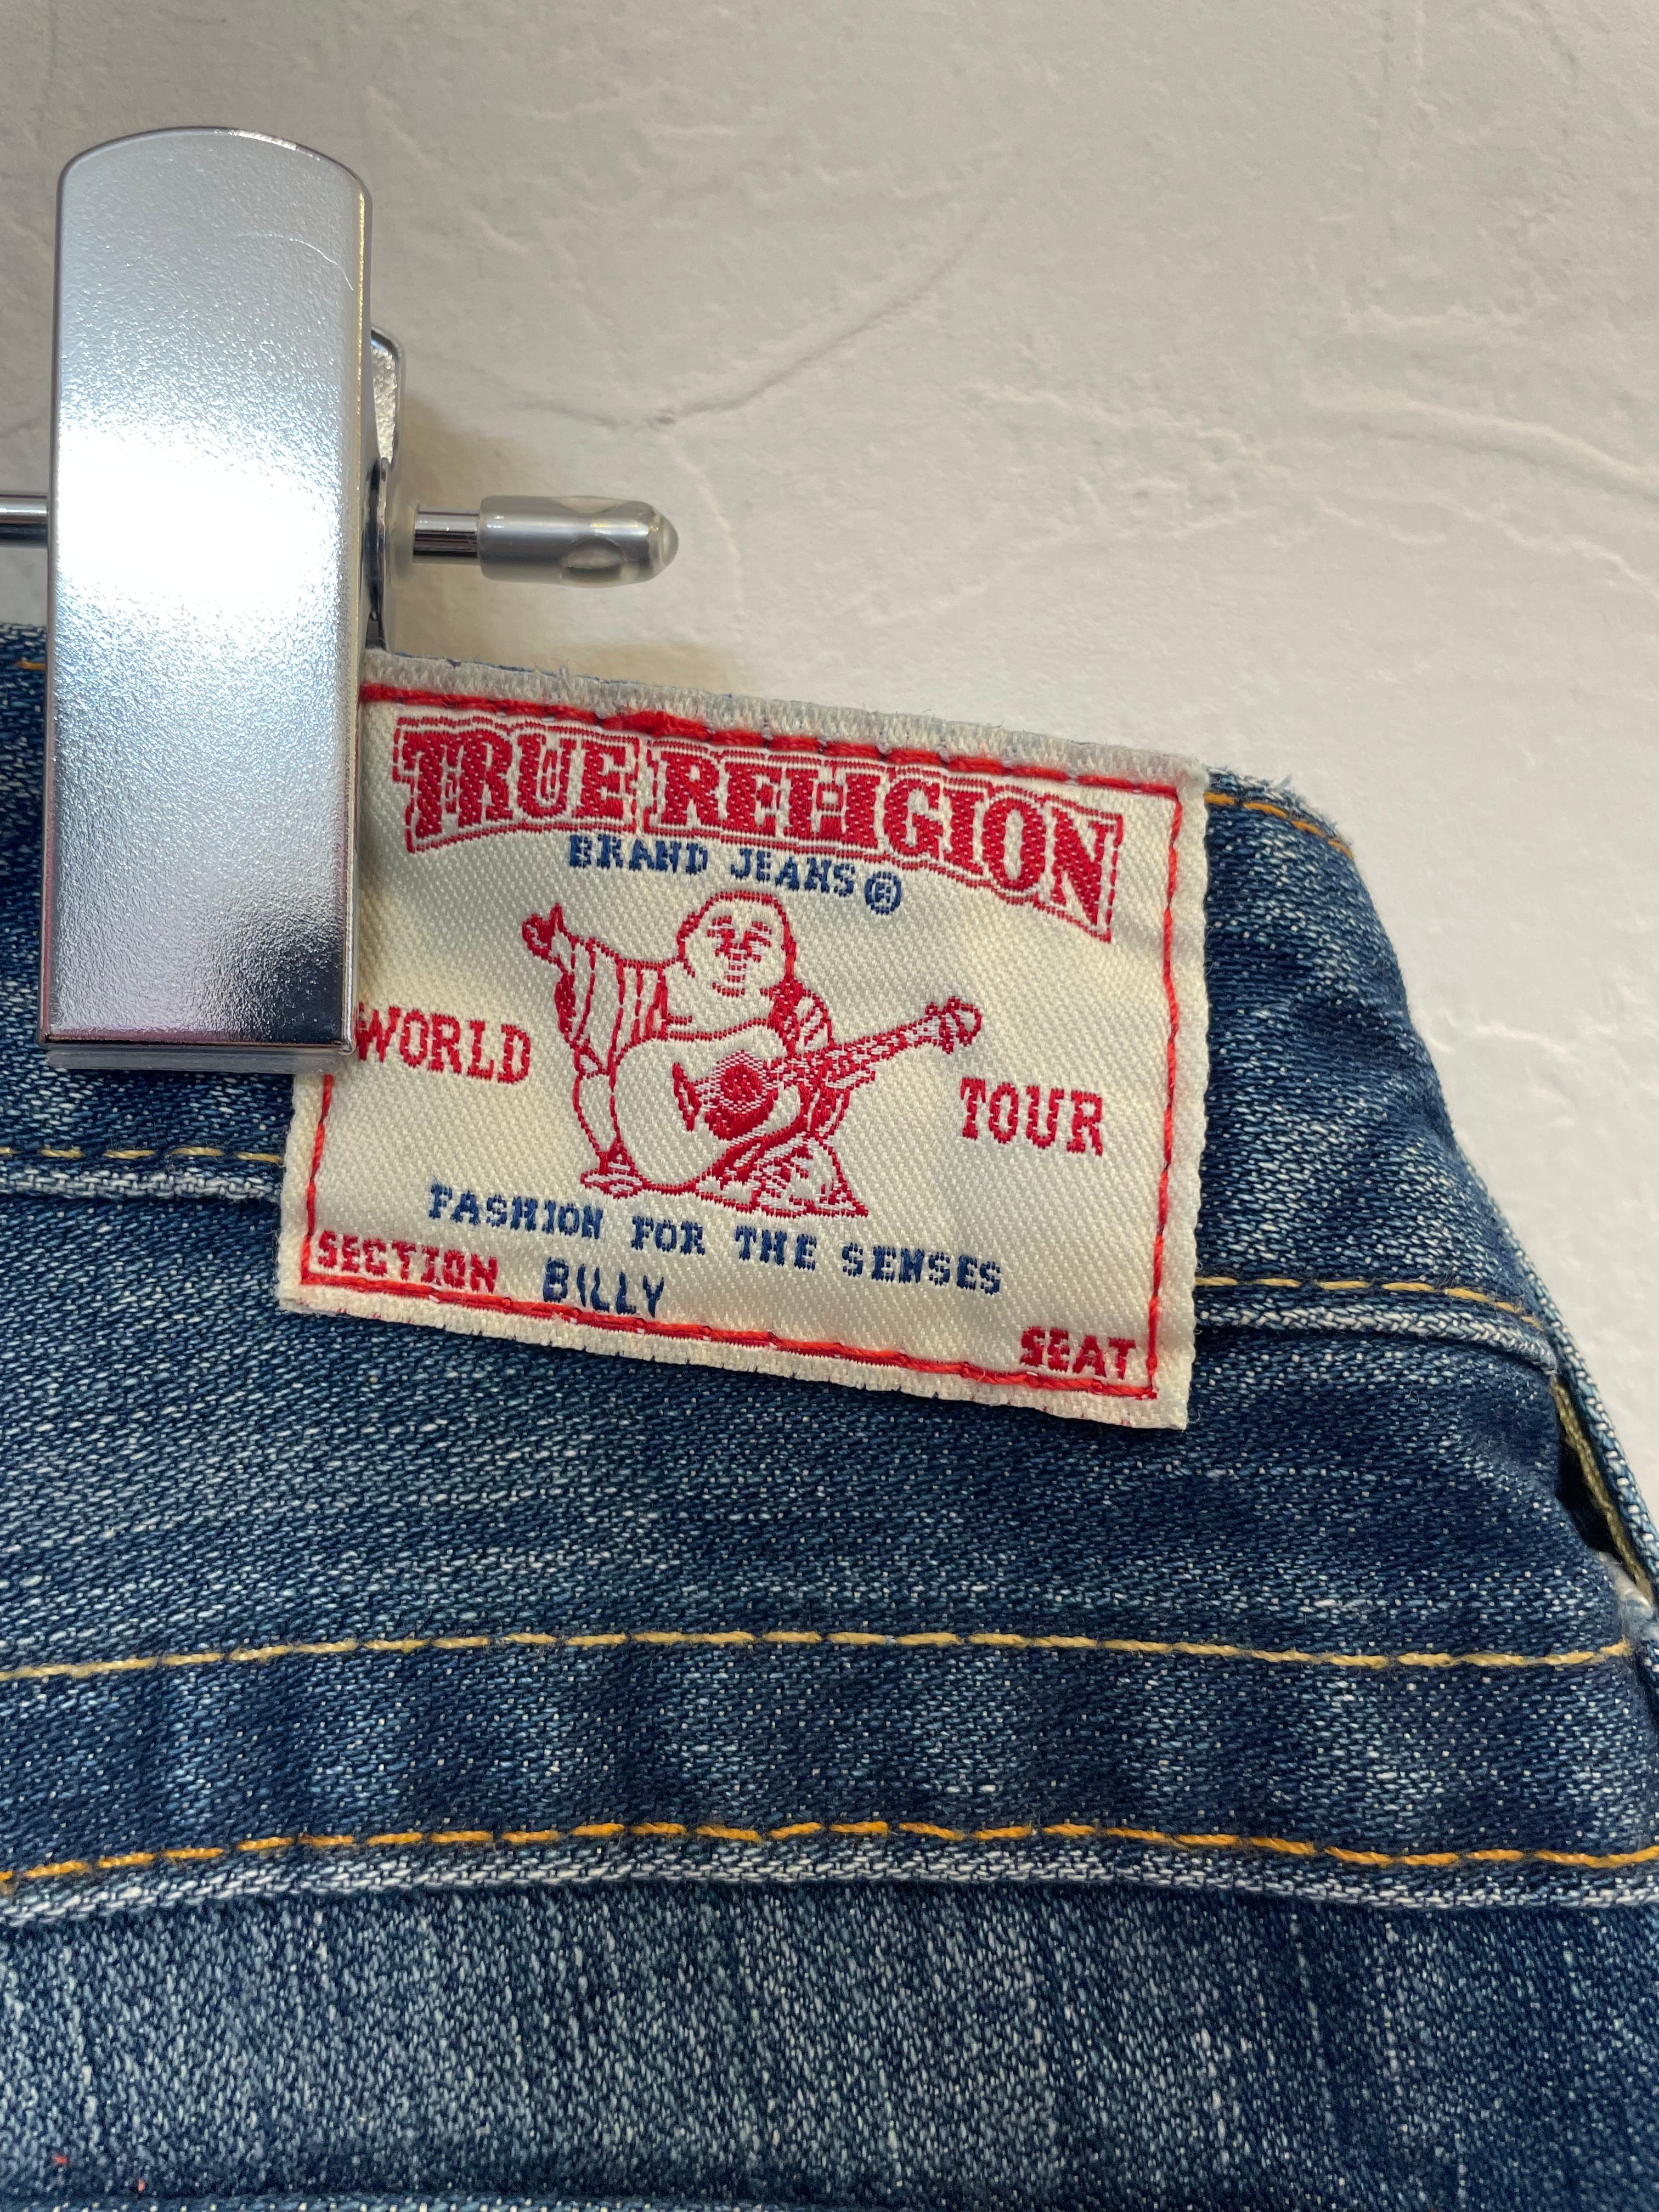 TRUE RELIGION
BRAND JEANS®
WORLD TOUR
FASHION FOR THE SENSES
SECTION BILLY
SEAT